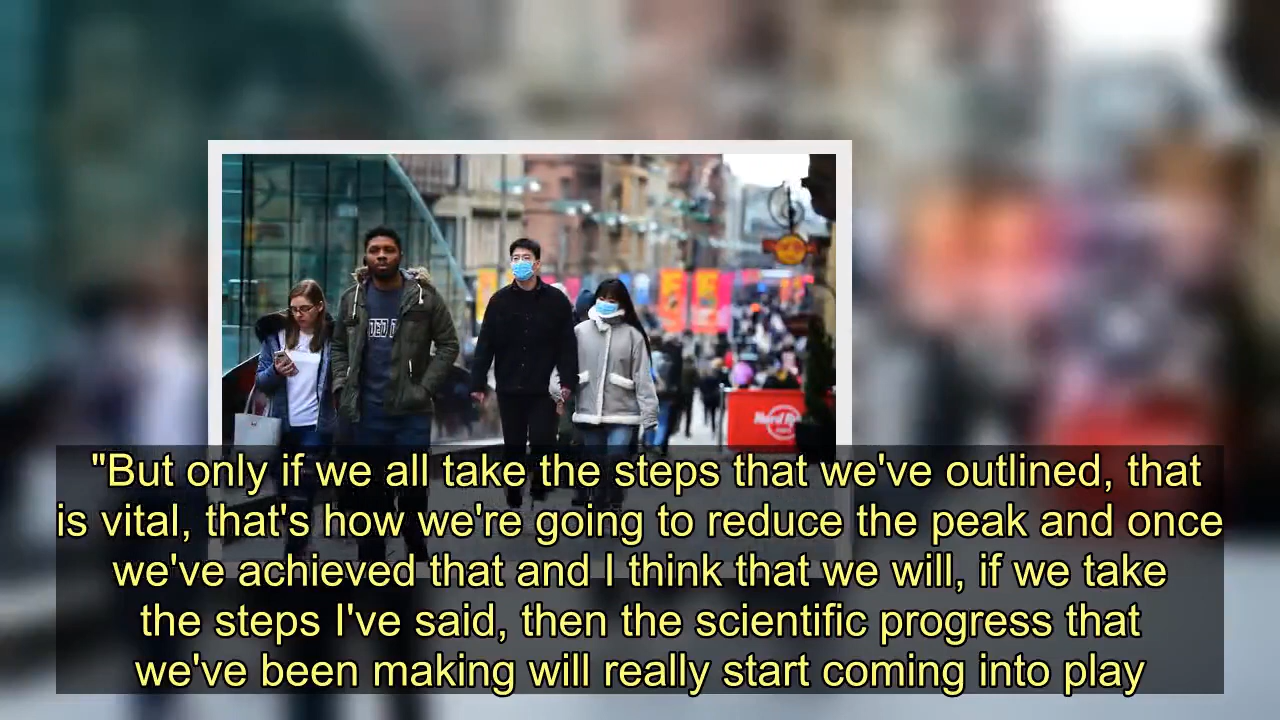 Hard R
"But only if we all take the steps that we've outlined, that
is vital, that's how we're going to reduce the peak and once
we've achieved that and I think that we will, if we take
the steps I've said, then the scientific progress that
we've been making will really start coming into play